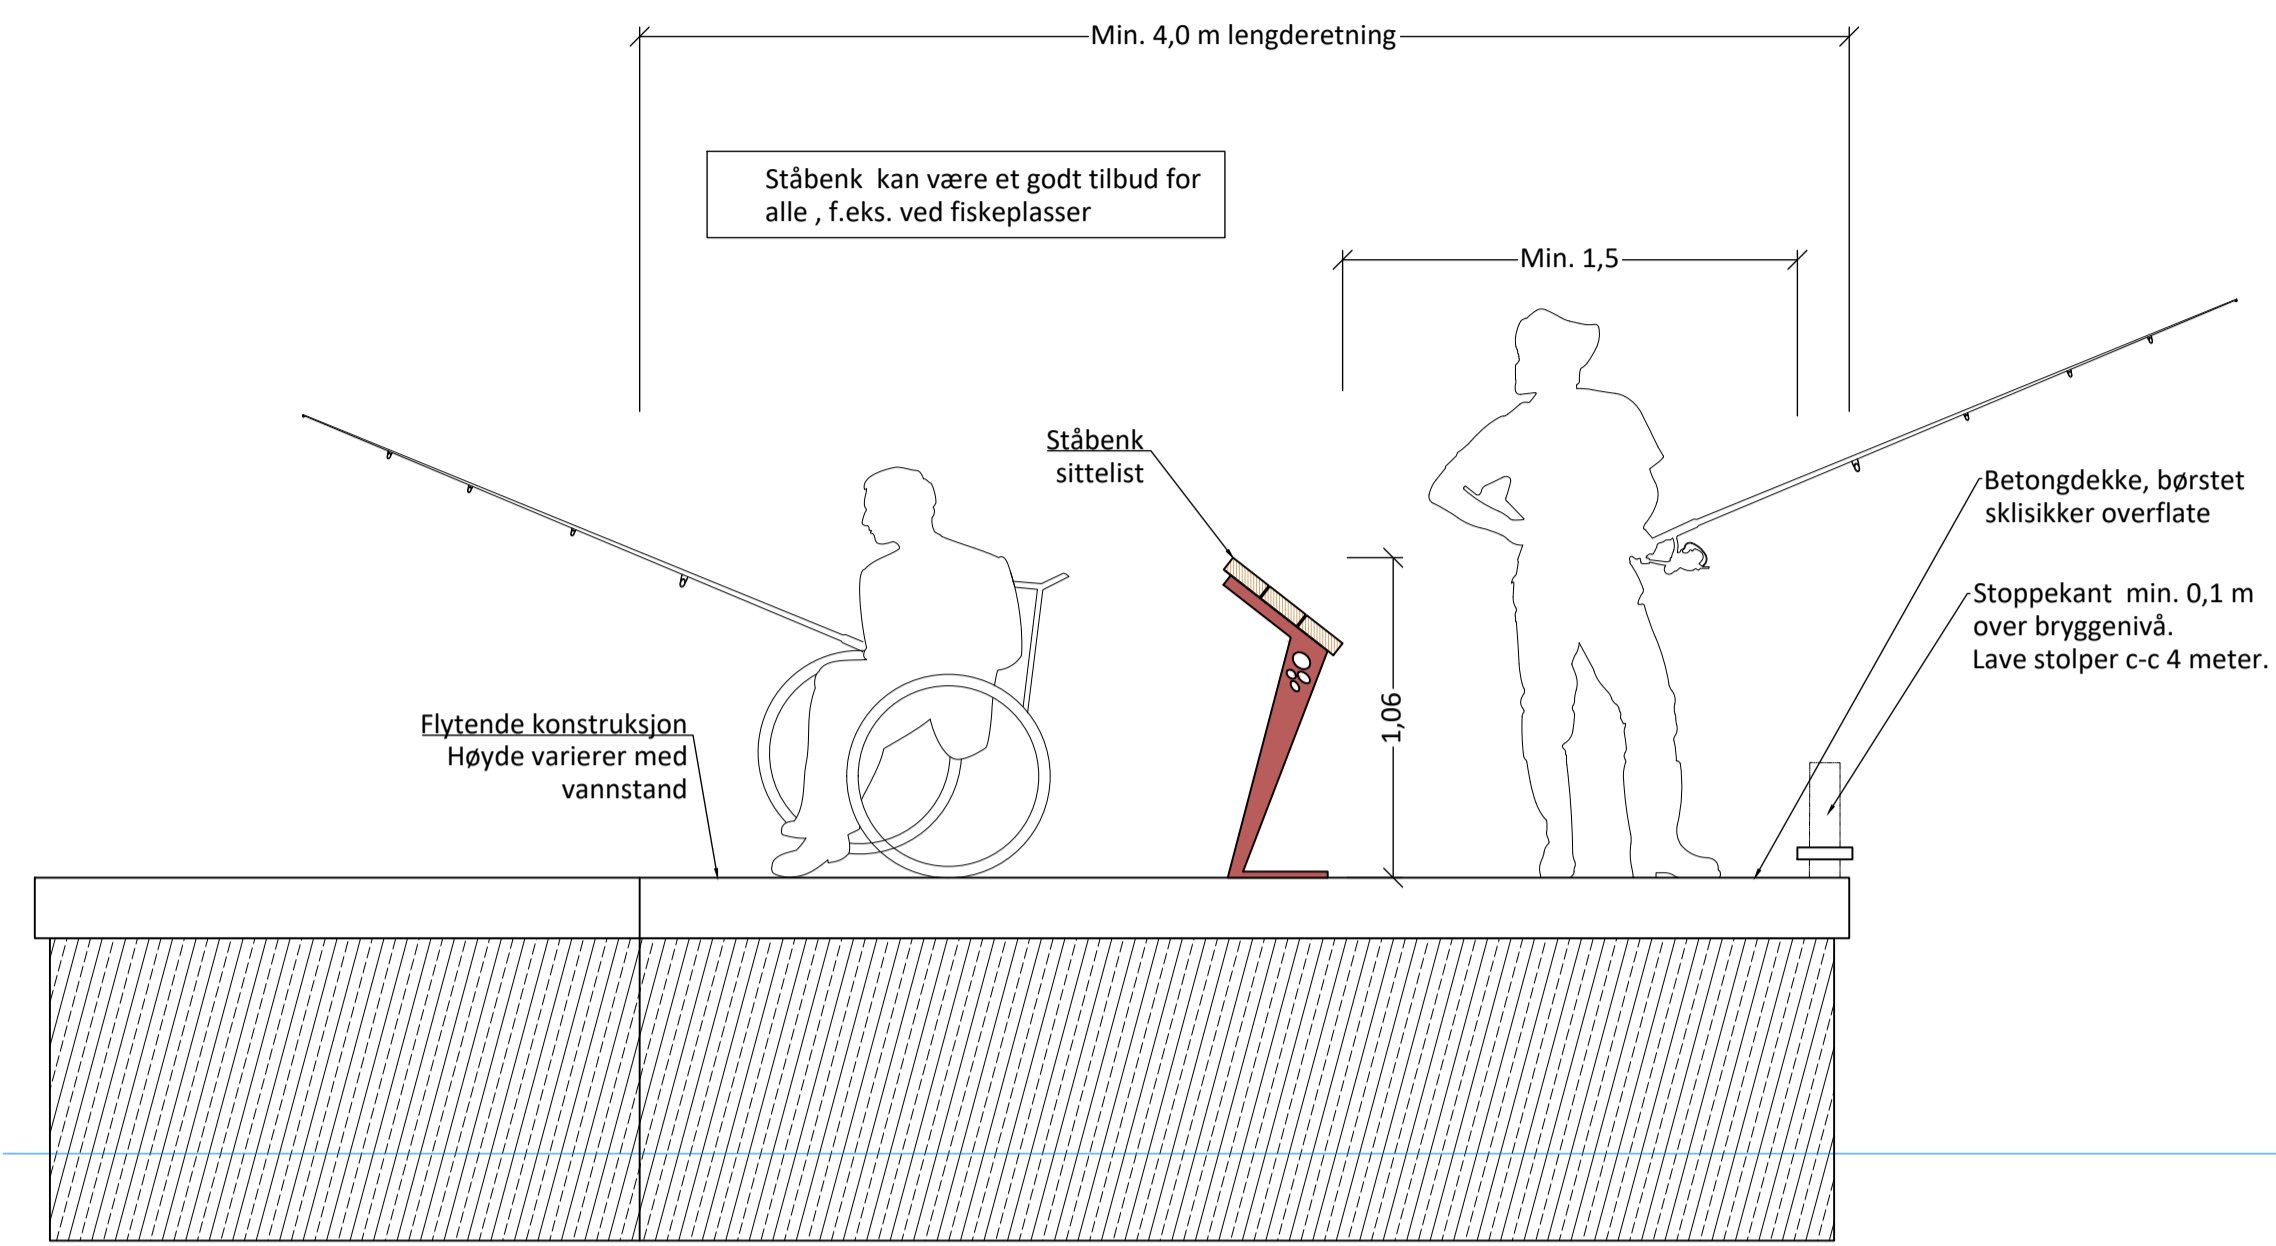 Min. 4,0 m lengderetning
Ståbenk kan være et godt tilbud for
alle , f.eks. ved fiskeplasser
Min. 1,5
Ståbenk
sittelist
Betongdekke, børstet
sklisikker overflate
Stoppekant min. 0,1 m
over bryggenivå.
Lave stolper c-c 4 meter.
1,06
Flytende konstruksjon
Høyde varierer med
vannstand